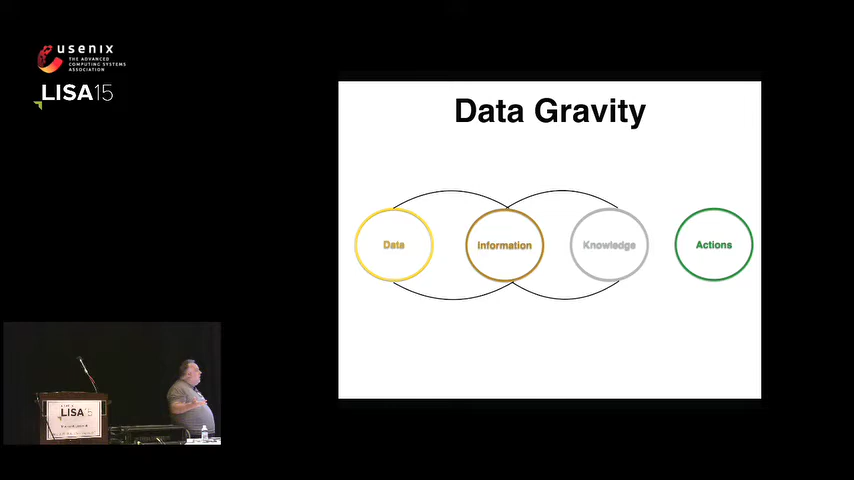 usenix
THE ADVANCED
COMPUTING SYSTEMS
ASSOCIATION
LISA15
Data Gravity
Data
Information
Knowledge
Actions
LISA15